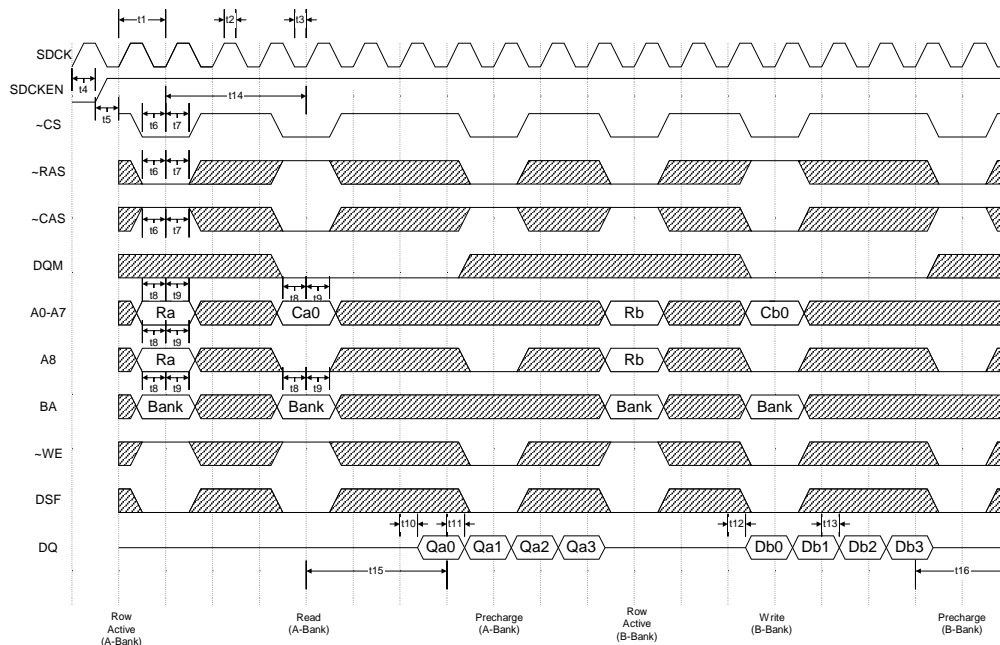 t1 t2 t3
SDCK
t4
SDCKEN
t14
t5
~CS t6 t7
~RAS t6 t7
~CAS t6 t7
DQM
t8 t9 t8 t9
A0-A7 Ra Ca0 Rb Cb0
t8 t9
A8 Ra Rb
t8 t9 t8 t9
BA Bank Bank Bank Bank
~WE
DSF
t10 t11 t12 t13
DQ Qa0 Qa1 Qa2 Qa3 Db0 Db1 Db2 Db3
t15 t16
Row
Active
(A-Bank)
Read
(A-Bank)
Precharge
(A-Bank)
Row
Active
(B-Bank)
Write
(B-Bank)
Precharge
(B-Bank)